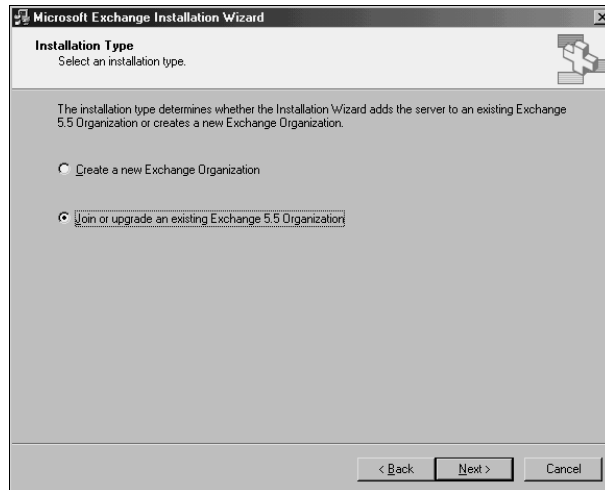 Microsoft Exchange Installation Wizard
Installation Type
Select an installation type.
The installation type determines whether the Installation Wizard adds the server to an existing Exchange
5.5 Organization or creates a new Exchange Organization.
Create a new Exchange Organization
Join or upgrade an existing Exchange 5.5 Organization
< Back Next > Cancel